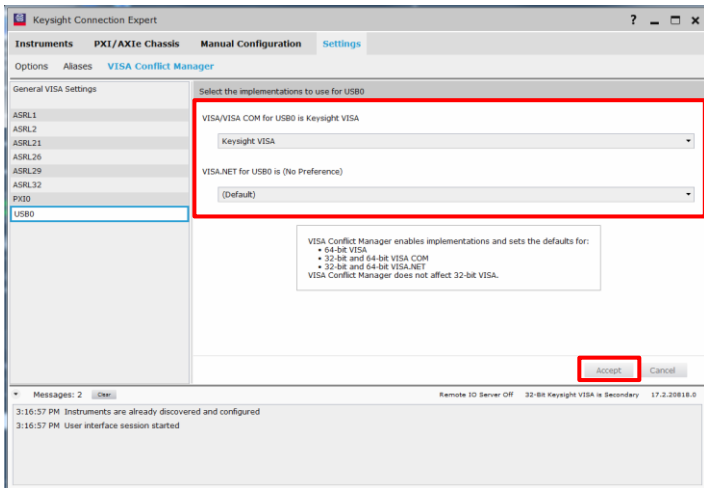 Keysight Connection Expert
Instruments PXI/AXIe Chassis Manual Configuration Settings
Options Aliases VISA Conflict Manager
General VISA Settings
ASRL1
ASRL2
ASRL21
ASRL26
ASRL29
ASRL32
PXI0
USB0
Select the implementations to use for USB0
VISA/VISA COM for USB0 is Keysight VISA
Keysight VISA
VISA.NET for USB0 is (No Preference)
(Default)
VISA Conflict Manager enables implementations and sets the defaults for:
• 64-bit VISA
• 32-bit and 64-bit VISA COM
• 32-bit and 64-bit VISA.NET
VISA Conflict Manager does not affect 32-bit VISA.
Accept Cancel
Messages: 2 Clear Remote IO Server Off 32-Bit Keysight VISA is Secondary 17.2.20818.0
3:16:57 PM Instruments are already discovered and configured
3:16:57 PM User interface session started